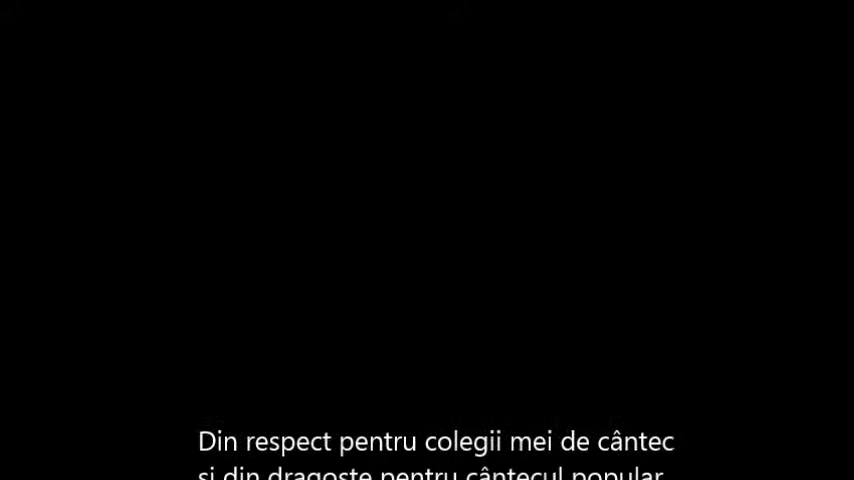 Din respect pentru colegii mei de cântec
si din dragoste pentru cântecul popular